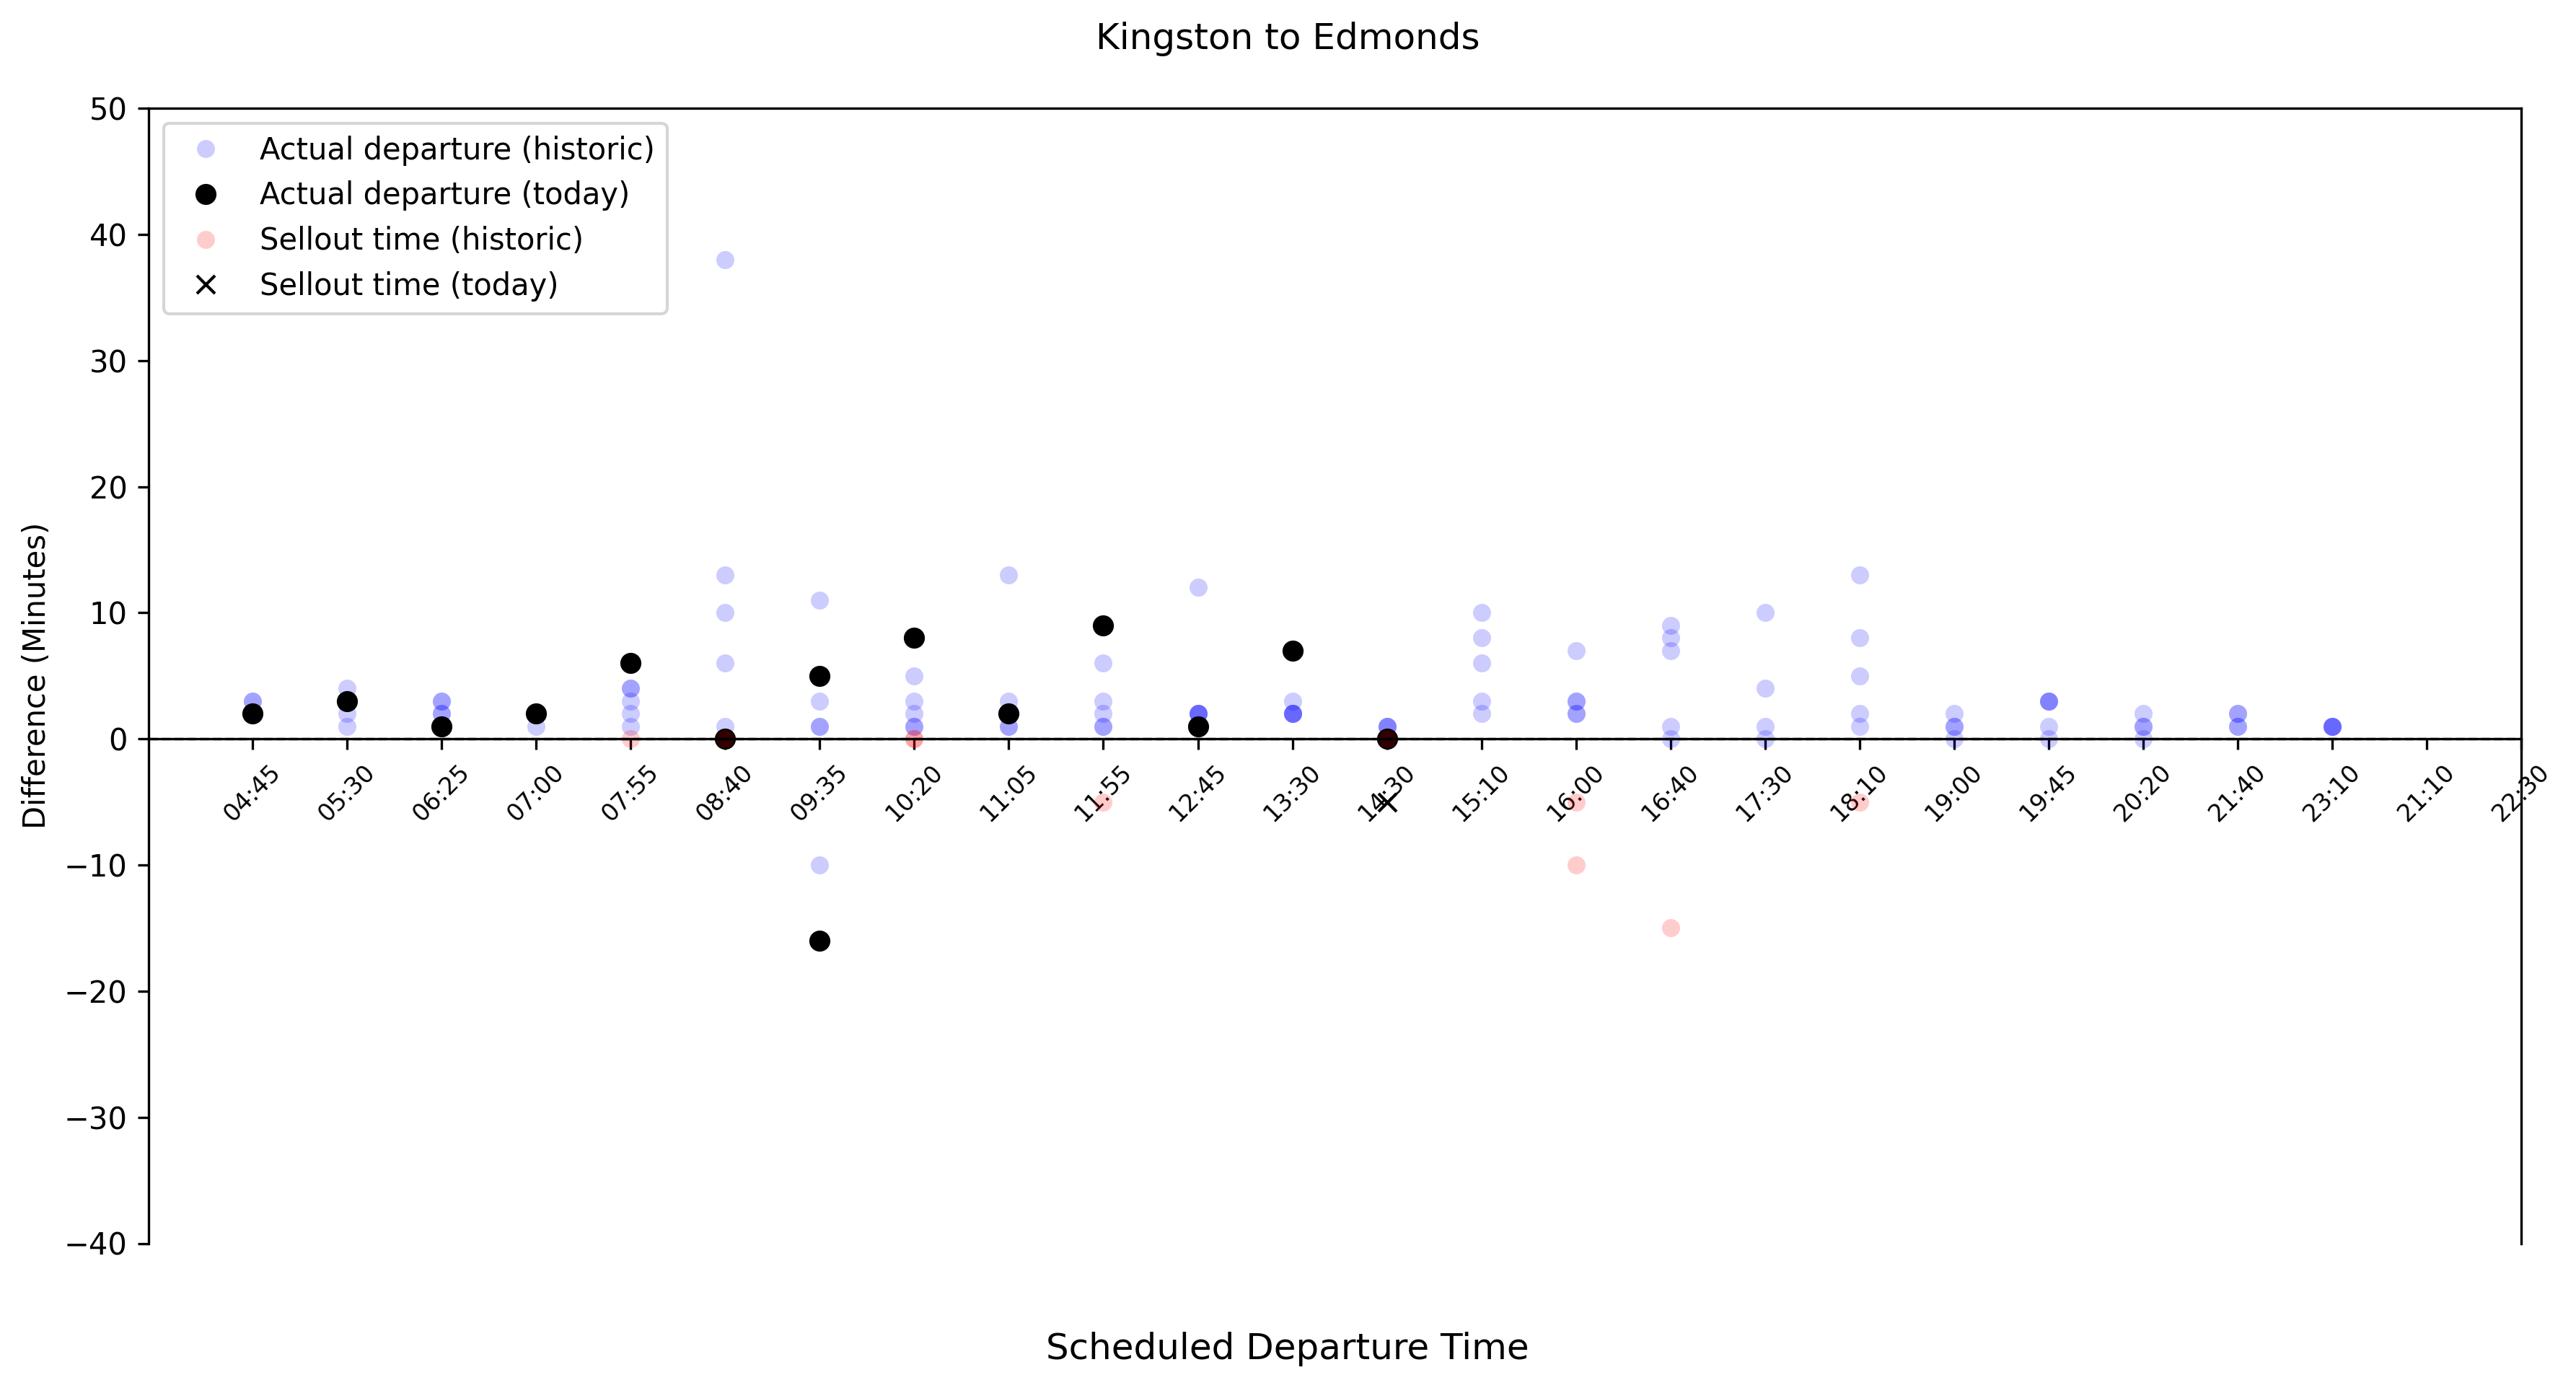 Kingston to Edmonds
Actual departure (historic)
Actual departure (today)
Sellout time (historic)
Sellout time (today)
Difference (Minutes)
50
40
30
20
10
0
−10
−20
−30
−40
04:45 05:30 06:25 07:00 07:55 08:40 09:35 10:20 11:05 11:55 12:45 13:30 14:30 15:10 16:00 16:40 17:30 18:10 19:00 19:45 20:20 21:40 23:10 21:10 22:30
Scheduled Departure Time